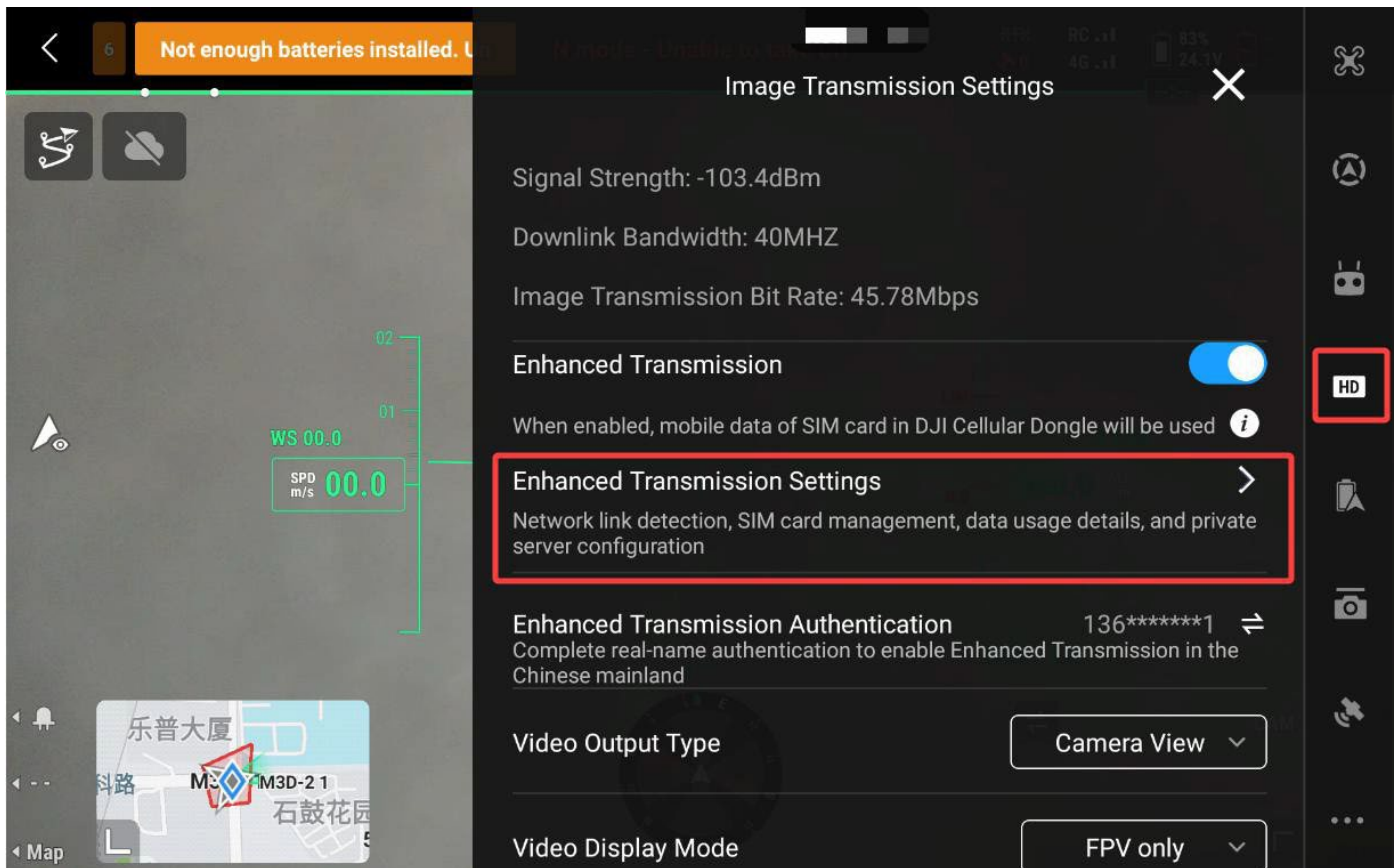 6
Not enough batteries installed. U
RC
4G
83%
24.1V
Image Transmission Settings
Signal Strength: -103.4dBm
Downlink Bandwidth: 40MHZ
Image Transmission Bit Rate: 45.78Mbps
Enhanced Transmission
When enabled, mobile data of SIM card in DJI Cellular Dongle will be used
HD
Enhanced Transmission Settings
Network link detection, SIM card management, data usage details, and private
server configuration
Enhanced Transmission Authentication 136*******1
Complete real-name authentication to enable Enhanced Transmission in the
Chinese mainland
Video Output Type Camera View
Video Display Mode FPV only
02
01
WS 00.0
SPD
m/s 00.0
乐普大厦
科路
M3D-2 1
石鼓花园
Map